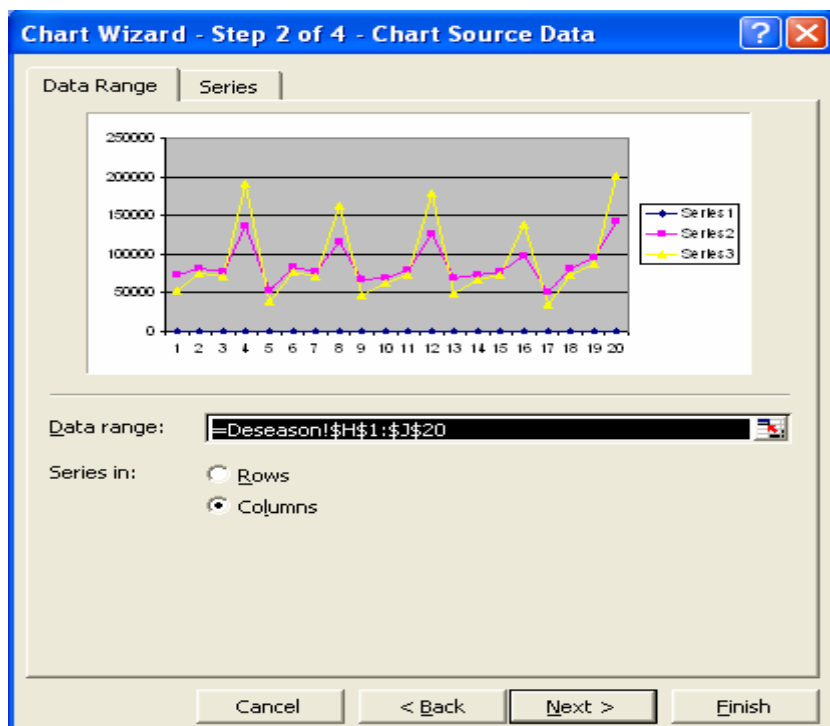 Chart Wizard - Step 2 of 4 - Chart Source Data
Data Range
Series
250000
200000
150000
100000
50000
0
1 2 3 4 5 6 7 8 9 10 11 12 13 14 15 16 17 18 19 20
Series1
Series2
Series3
Data range:
=Deseason!$H$1:$J$20
Series in:
Rows
Columns
Cancel
< Back
Next >
Finish